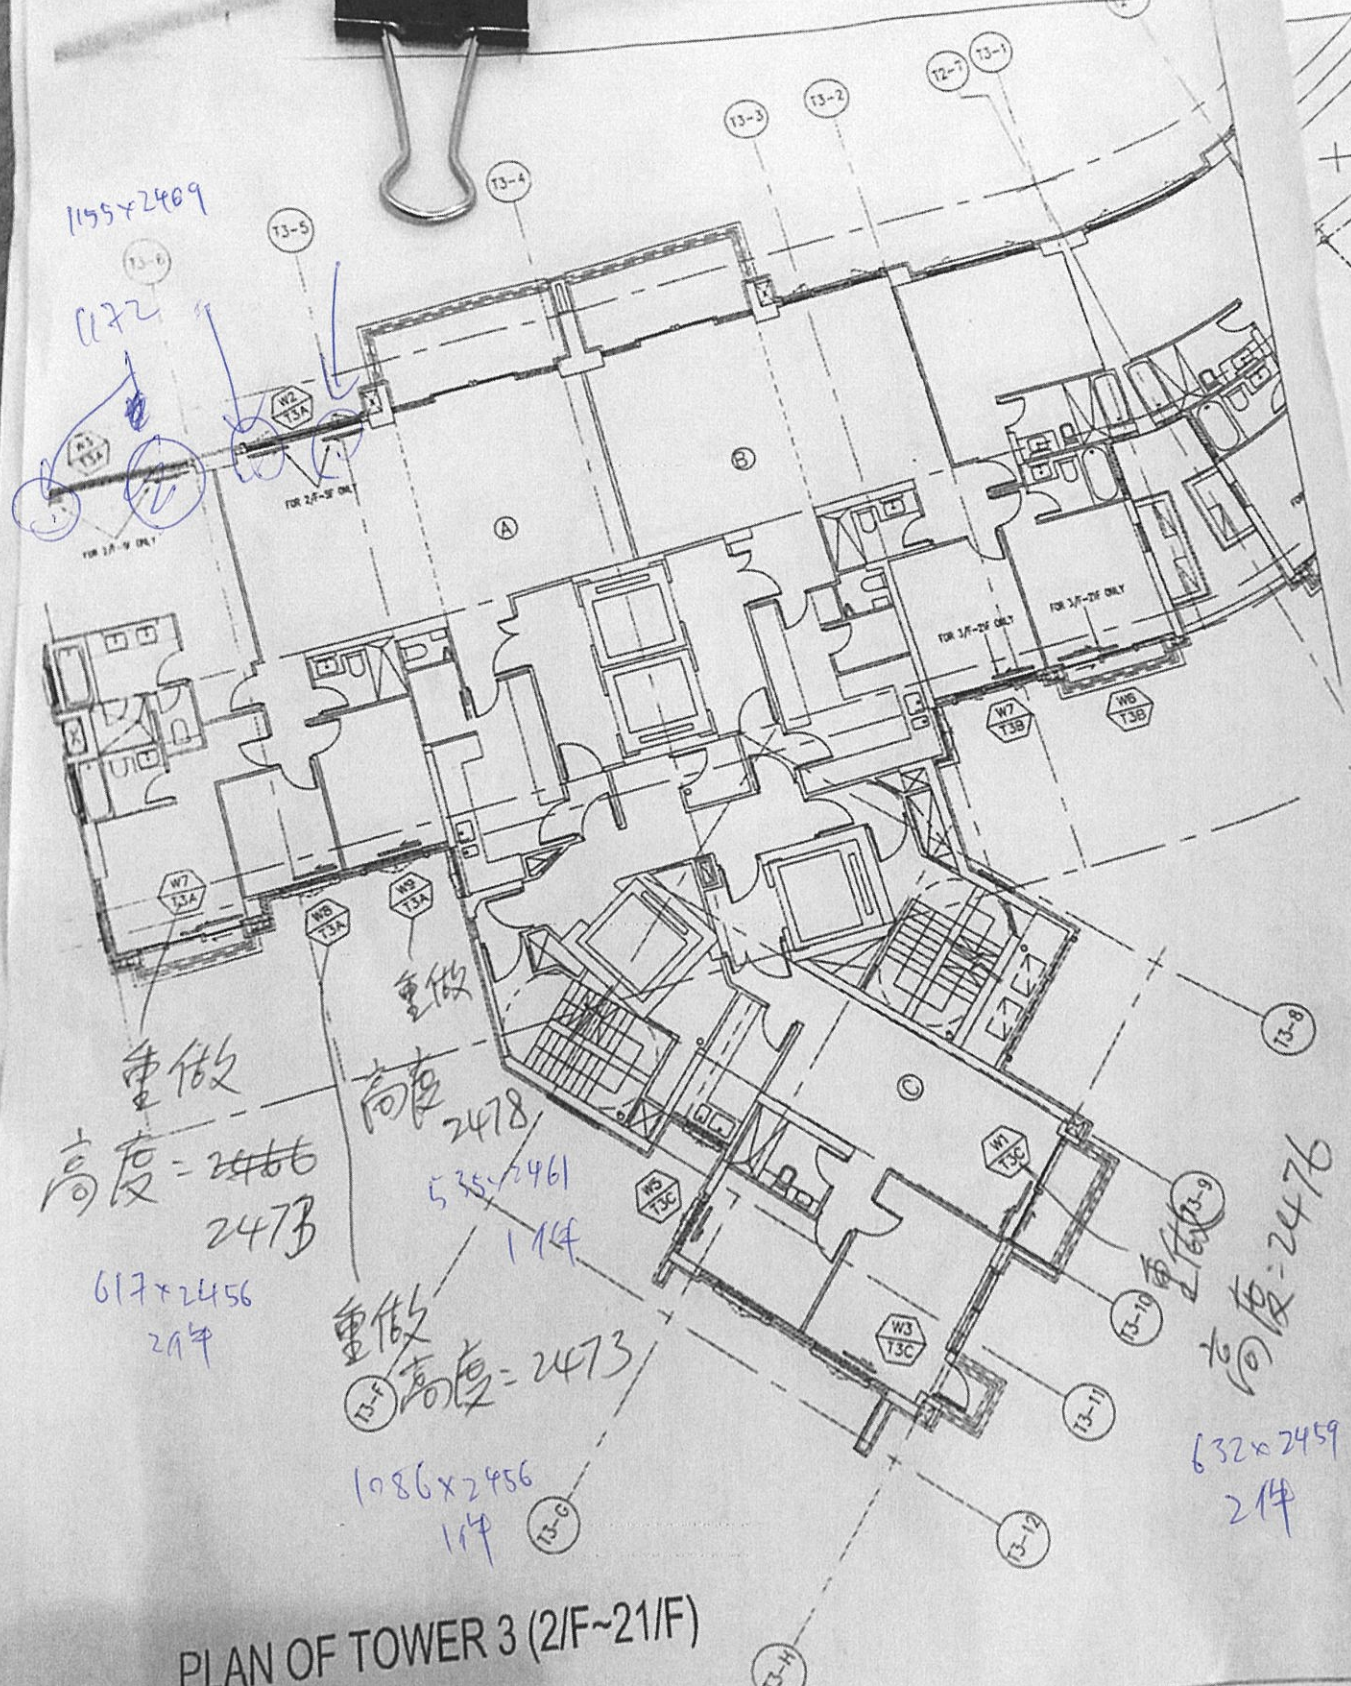 T3-1
T2-7
T3-2
T3-3
T3-4
1155×2469
T3-5
T3-6
1172
W2
T3A
W3
T3A
FOR 2/F-5F ONLY
B
A
FOR 3/F-21F ONLY
FOR 3/F-21F ONLY
W7
T3B
W6
T3B
W7
T3A
W8
T3A
W9
T3A
重做
重做
高度
2478
535×2461
1件
高度=2466
2473
617×2456
2件
重做
高度=2473
1086×2456
1件
T3-8
C
W1
T3C
W5
T3C
W3
T3C
T3-9
重做
高度=2476
632×2459
2件
T3-10
T3-11
T3-12
T3-F
T3-G
T3-H
PLAN OF TOWER 3 (2/F~21/F)